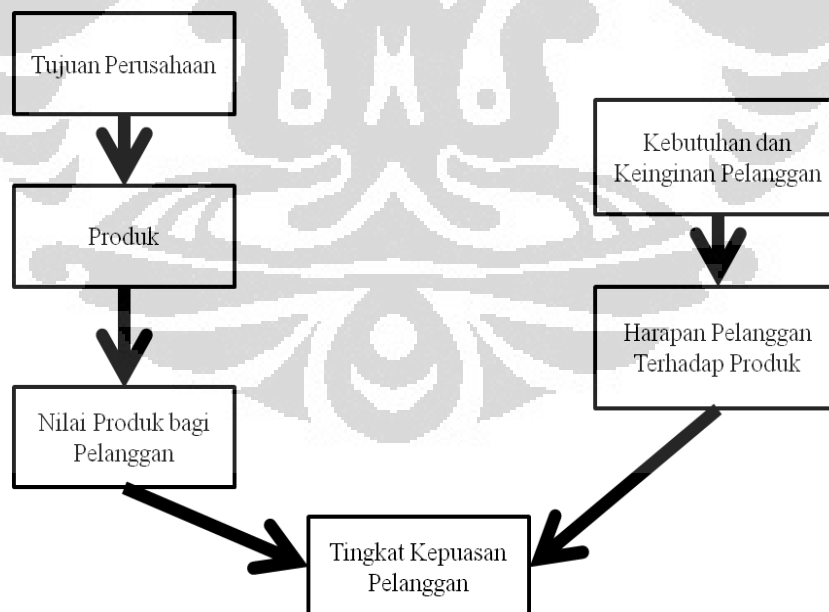 Tujuan Perusahaan
Produk
Nilai Produk bagi
Pelanggan
Kebutuhan dan
Keinginan Pelanggan
Harapan Pelanggan
Terhadap Produk
Tingkat Kepuasan
Pelanggan